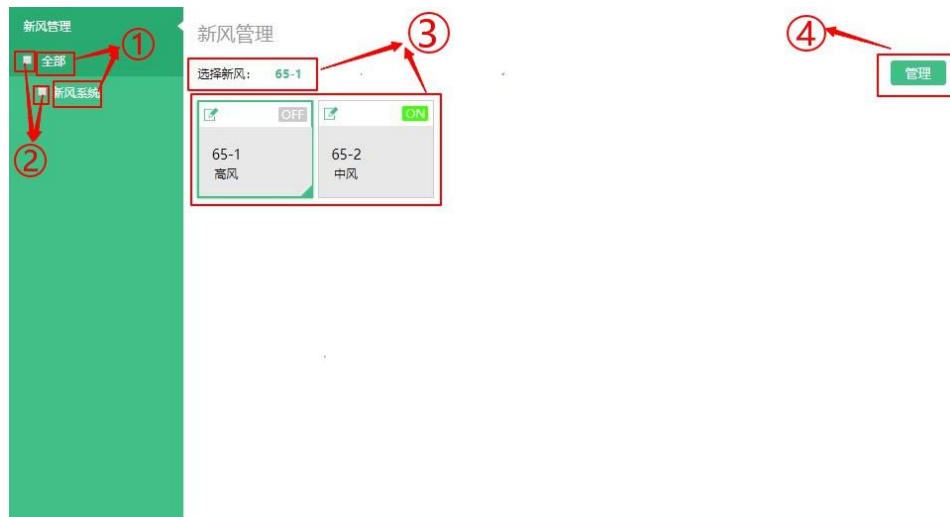 新风管理
全部
新风系统
①
②
新风管理
③
④
选择新风： 65-1
管理
OFF
ON
65-1
高风
65-2
中风